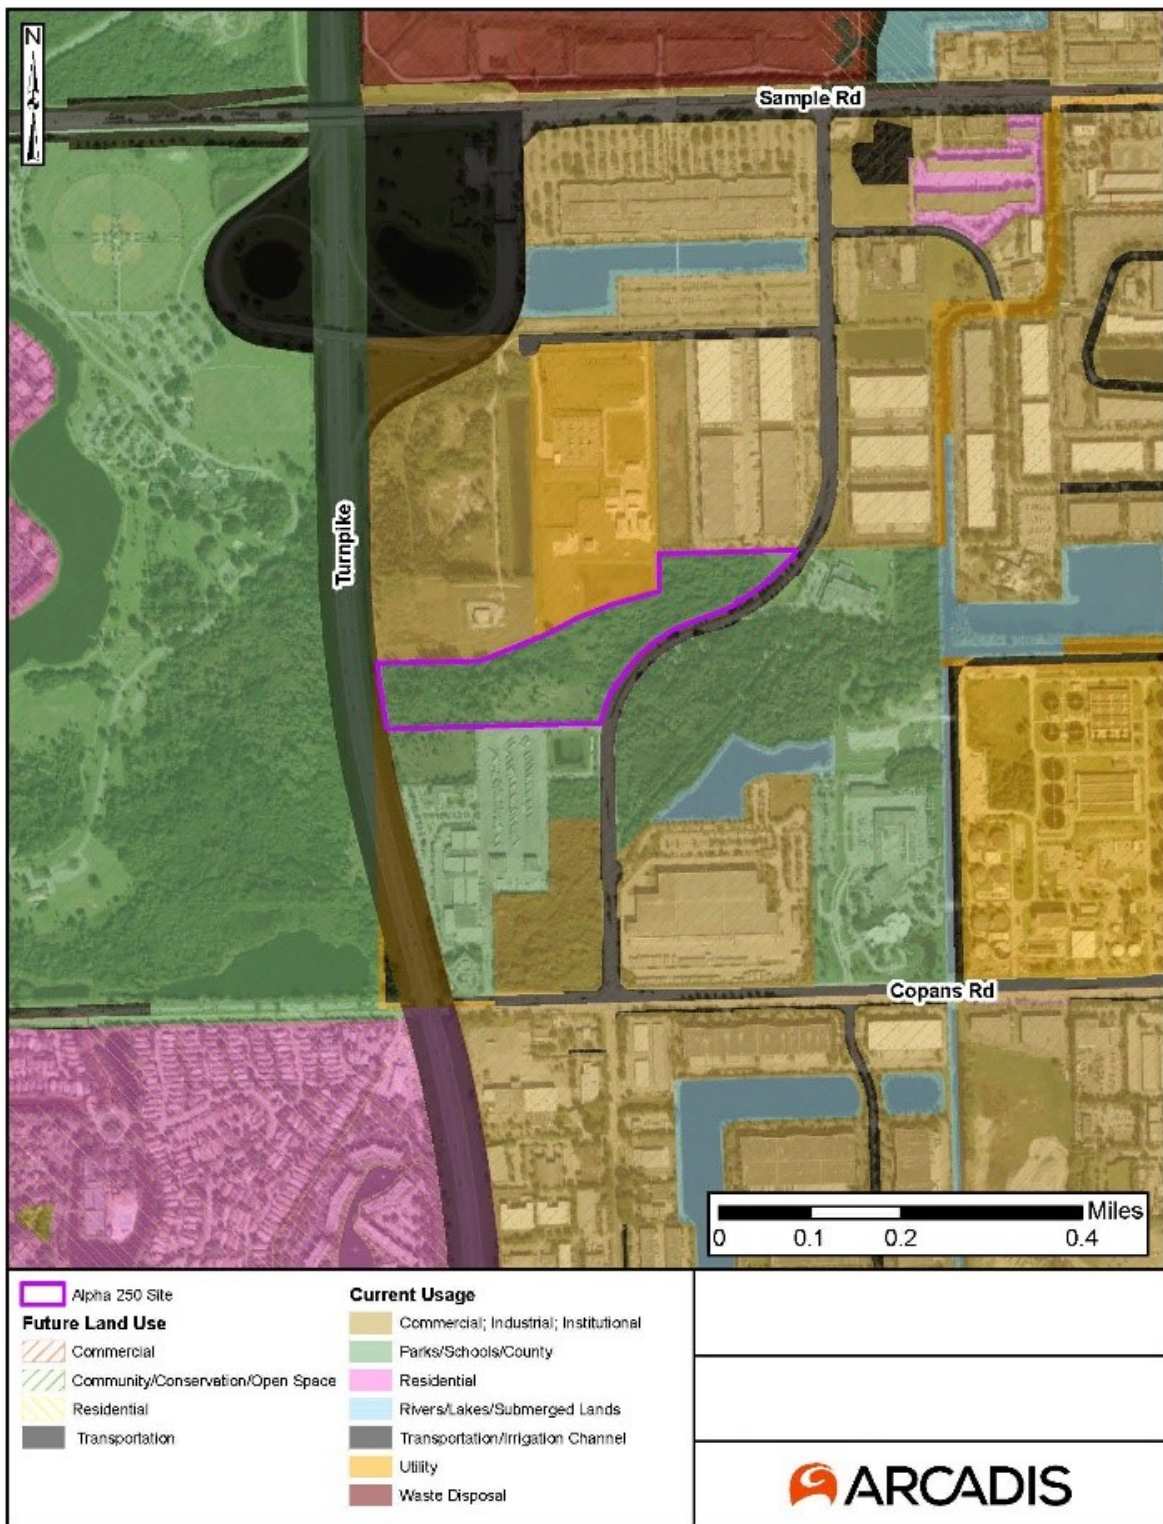 N
Sample Rd
Turnpike
Copans Rd
Miles
0 0.1 0.2 0.4
Alpha 250 Site
Future Land Use
Commercial
Community/Conservation/Open Space
Residential
Transportation
Current Usage
Commercial; Industrial; Institutional
Parks/Schools/County
Residential
Rivers/Lakes/Submerged Lands
Transportation/Irrigation Channel
Utility
Waste Disposal
ARCADIS